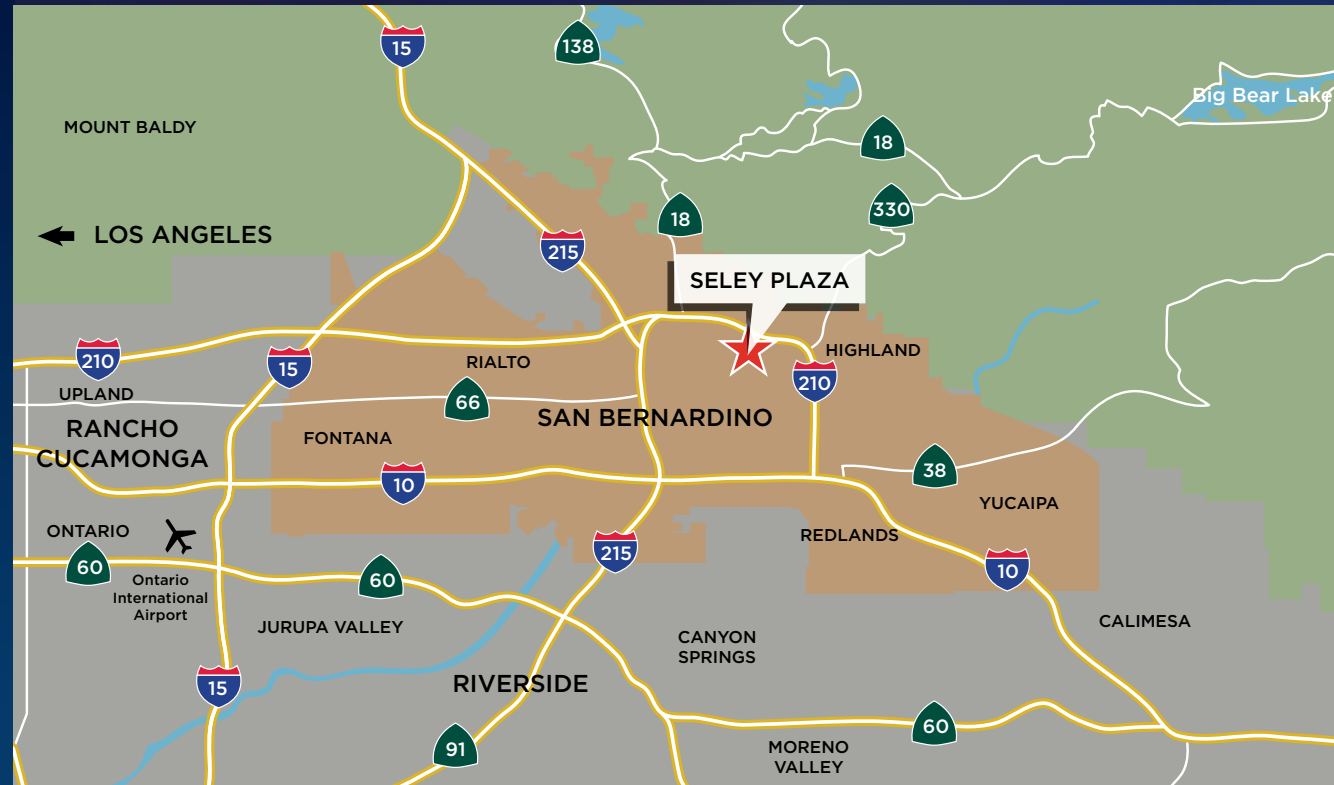 15
138
MOUNT BALDY
Big Bear Lake
18
330
18
LOS ANGELES
215
SELEY PLAZA
210
15
RIALTO
HIGHLAND
210
UPLAND
66
RANCHO
CUCAMONGA
FONTANA
SAN BERNARDINO
10
38
YUCAIPA
ONTARIO
REDLANDS
215
60
60
10
Ontario
International
Airport
JURUPA VALLEY
CANYON
SPRINGS
CALIMESA
15
RIVERSIDE
91
60
MORENO
VALLEY